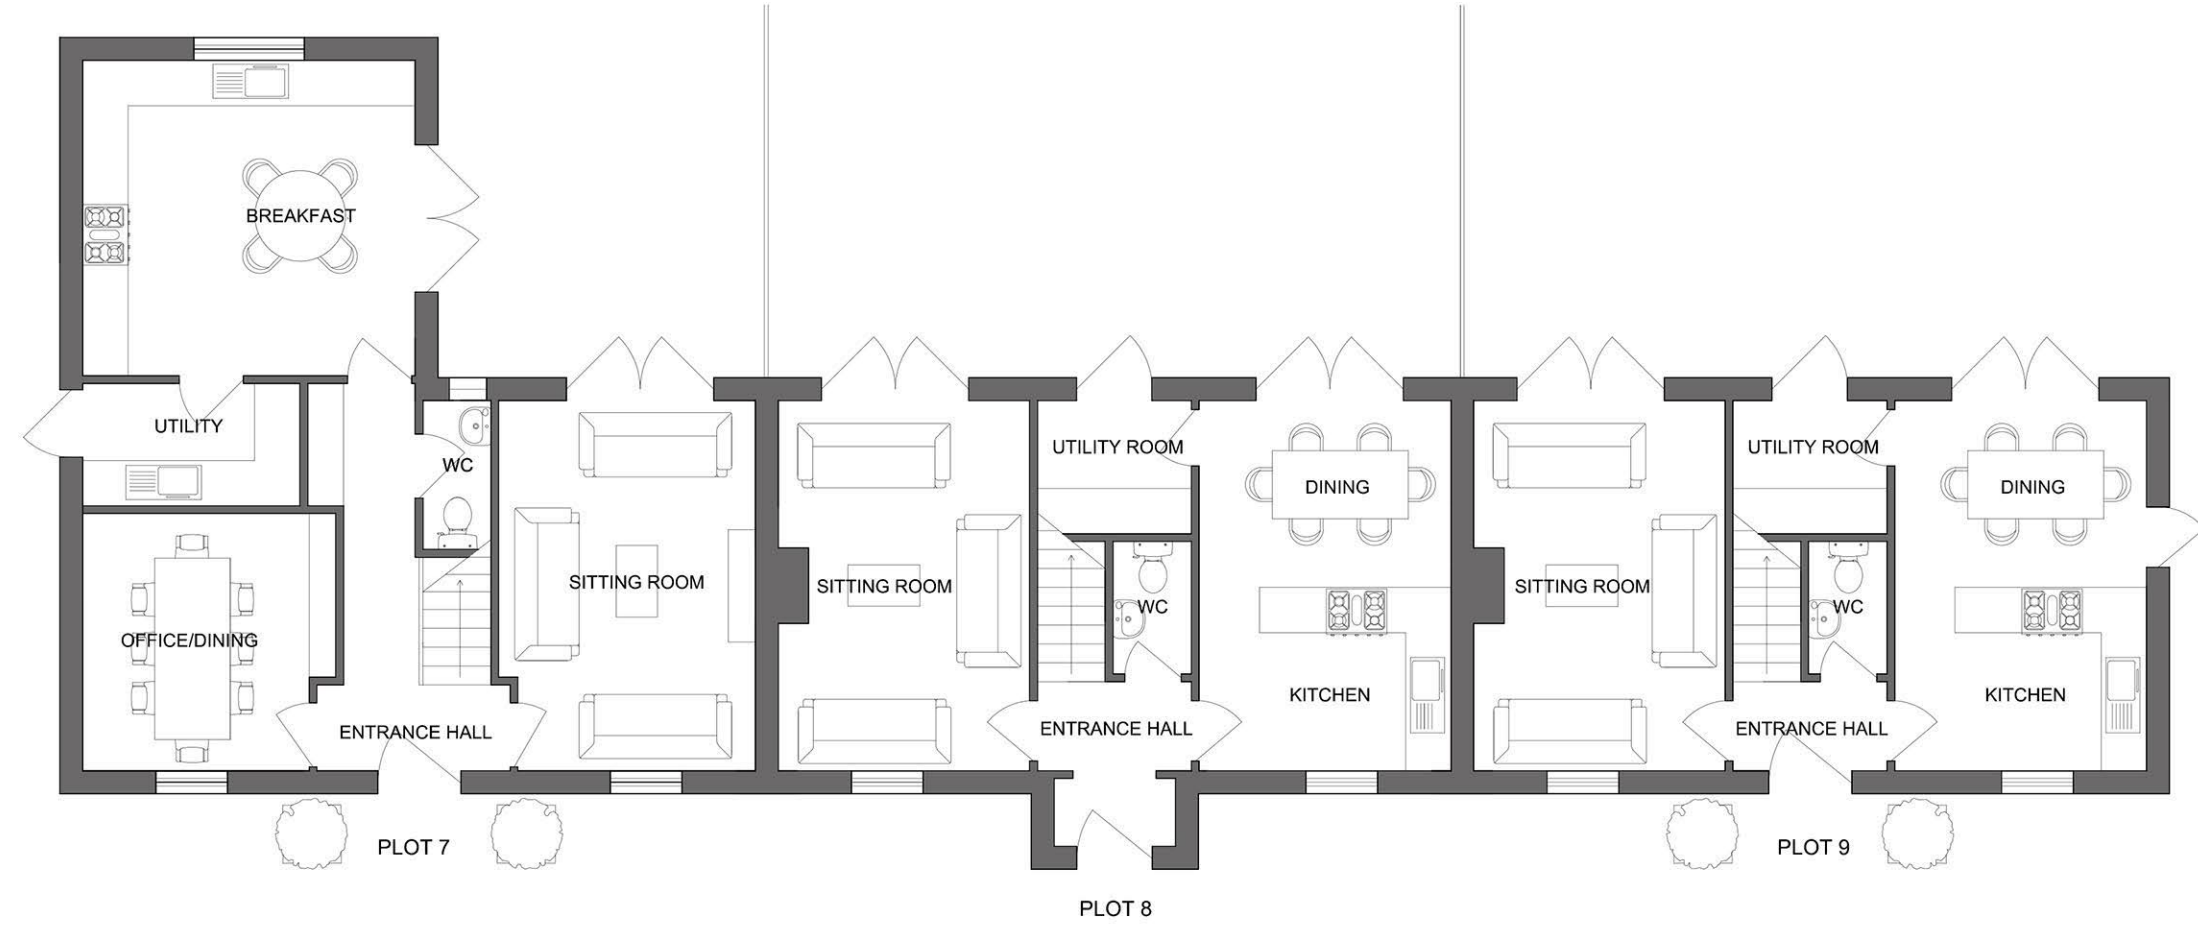 BREAKFAST
UTILITY
WC
OFFICE/DINING
SITTING ROOM
ENTRANCE HALL
PLOT 7
SITTING ROOM
UTILITY ROOM
DINING
WC
KITCHEN
ENTRANCE HALL
PLOT 8
SITTING ROOM
UTILITY ROOM
DINING
WC
KITCHEN
ENTRANCE HALL
PLOT 9